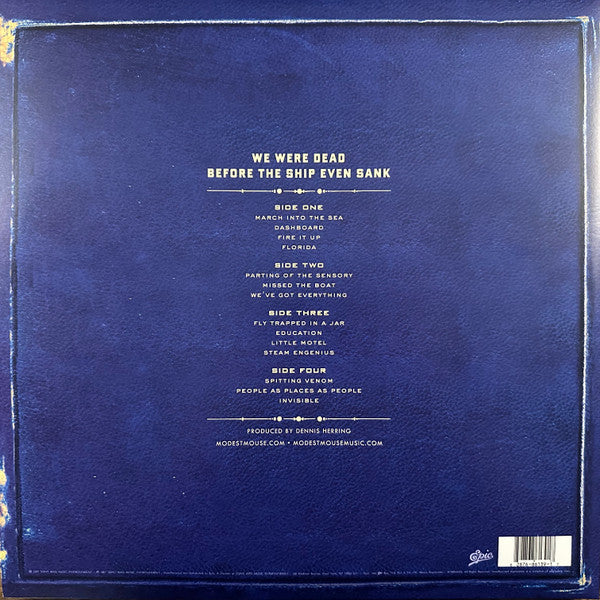 WE WERE DEAD
BEFORE THE SHIP EVEN SANK
SIDE ONE
MARCH INTO THE SEA
DASHBOARD
FIRE IT UP
FLORIDA
SIDE TWO
PARTING OF THE SENSORY
MISSED THE BOAT
WE'VE GOT EVERYTHING
SIDE THREE
FLY TRAPPED IN A JAR
EDUCATION
LITTLE MOTEL
STEAM ENGENIUS
SIDE FOUR
SPITTING VENOM
PEOPLE AS PLACES AS PEOPLE
INVISIBLE
PRODUCED BY DENNIS HERRING
MODESTMOUSE.COM • MODESTMOUSEMUSIC.COM
Epic